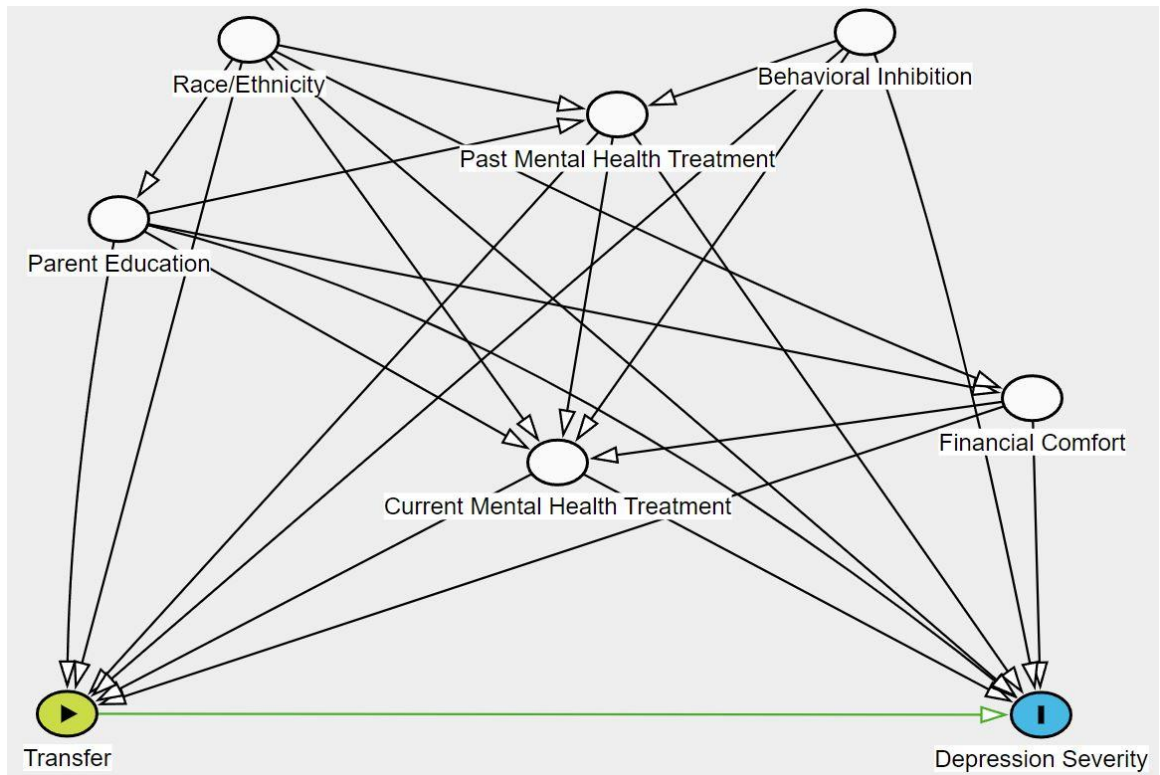 Race/Ethnicity
Behavioral Inhibition
Past Mental Health Treatment
Parent Education
Financial Comfort
Current Mental Health Treatment
Transfer
Depression Severity